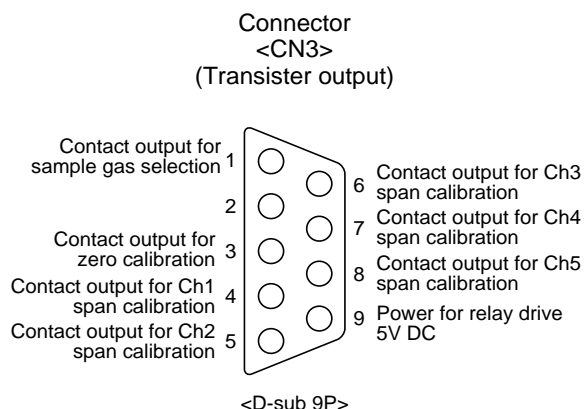 Connector
<CN3>
(Transister output)
Contact output for
sample gas selection 1
2
Contact output for
zero calibration 3
Contact output for Ch1
span calibration 4
Contact output for Ch2
span calibration 5
6 Contact output for Ch3
span calibration
7 Contact output for Ch4
span calibration
8 Contact output for Ch5
span calibration
9 Power for relay drive
5V DC
<D-sub 9P>